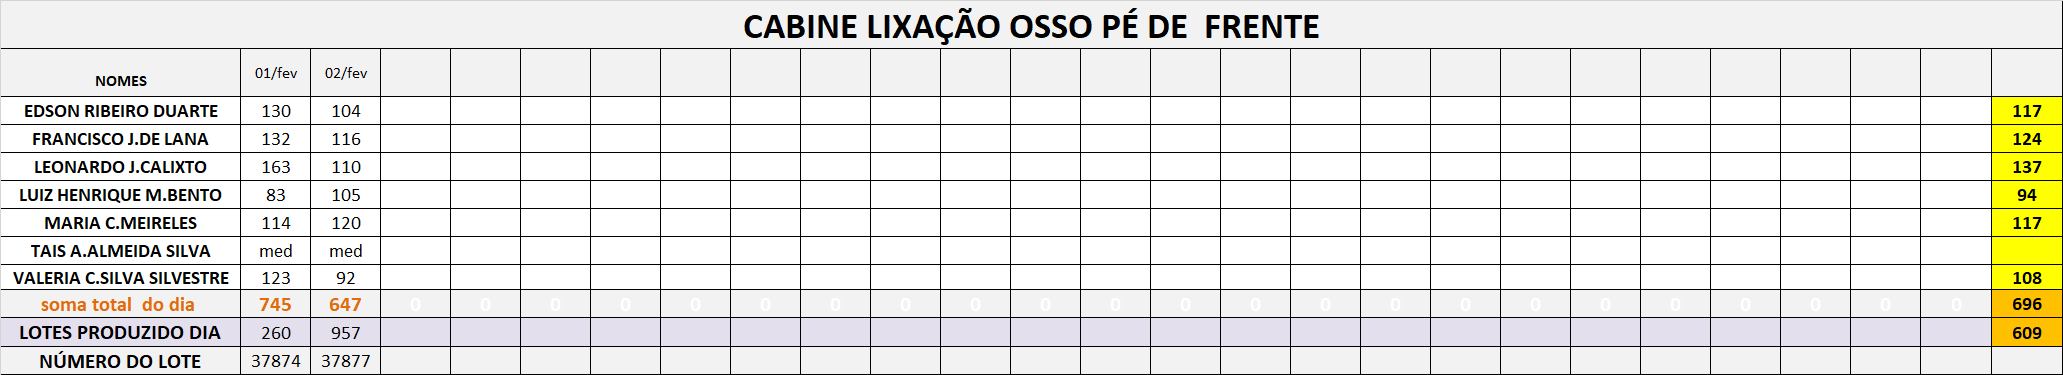 CABINE LIXAÇÃO OSSO PÉ DE  FRENTE
NOMES 01/fev 02/fev
EDSON RIBEIRO DUARTE 130 104 117
FRANCISCO J.DE LANA 132 116 124
LEONARDO J.CALIXTO 163 110 137
LUIZ HENRIQUE M.BENTO 83 105 94
MARIA C.MEIRELES 114 120 117
TAIS A.ALMEIDA SILVA med med
VALERIA C.SILVA SILVESTRE 123 92 108
soma total  do dia 745 647 0 0 0 0 0 0 0 0 0 0 0 0 0 0 0 0 0 0 0 0 0 0 0 696
LOTES PRODUZIDO DIA 260 957 609
NÚMERO DO LOTE 37874 37877